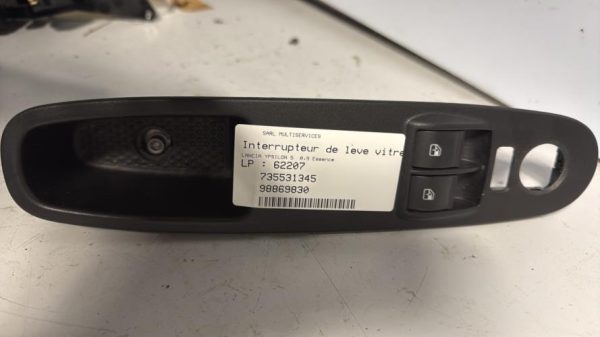 SARL MULTISERVICES
Interrupteur de leve vitre
LANCIA YPSILON 5 0.9 Essence
LP : 62207
735531345
98869830